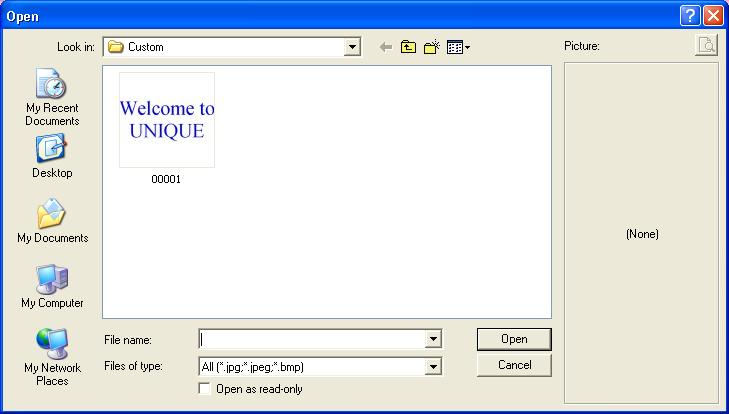 Open
Look in:
Custom
Picture:
My Recent
Documents
Desktop
My Documents
My Computer
My Network
Places
Welcome to
UNIQUE
00001
(None)
File name:
Open
Files of type:
All (*.jpg;*.jpeg;*.bmp)
Cancel
Open as read-only